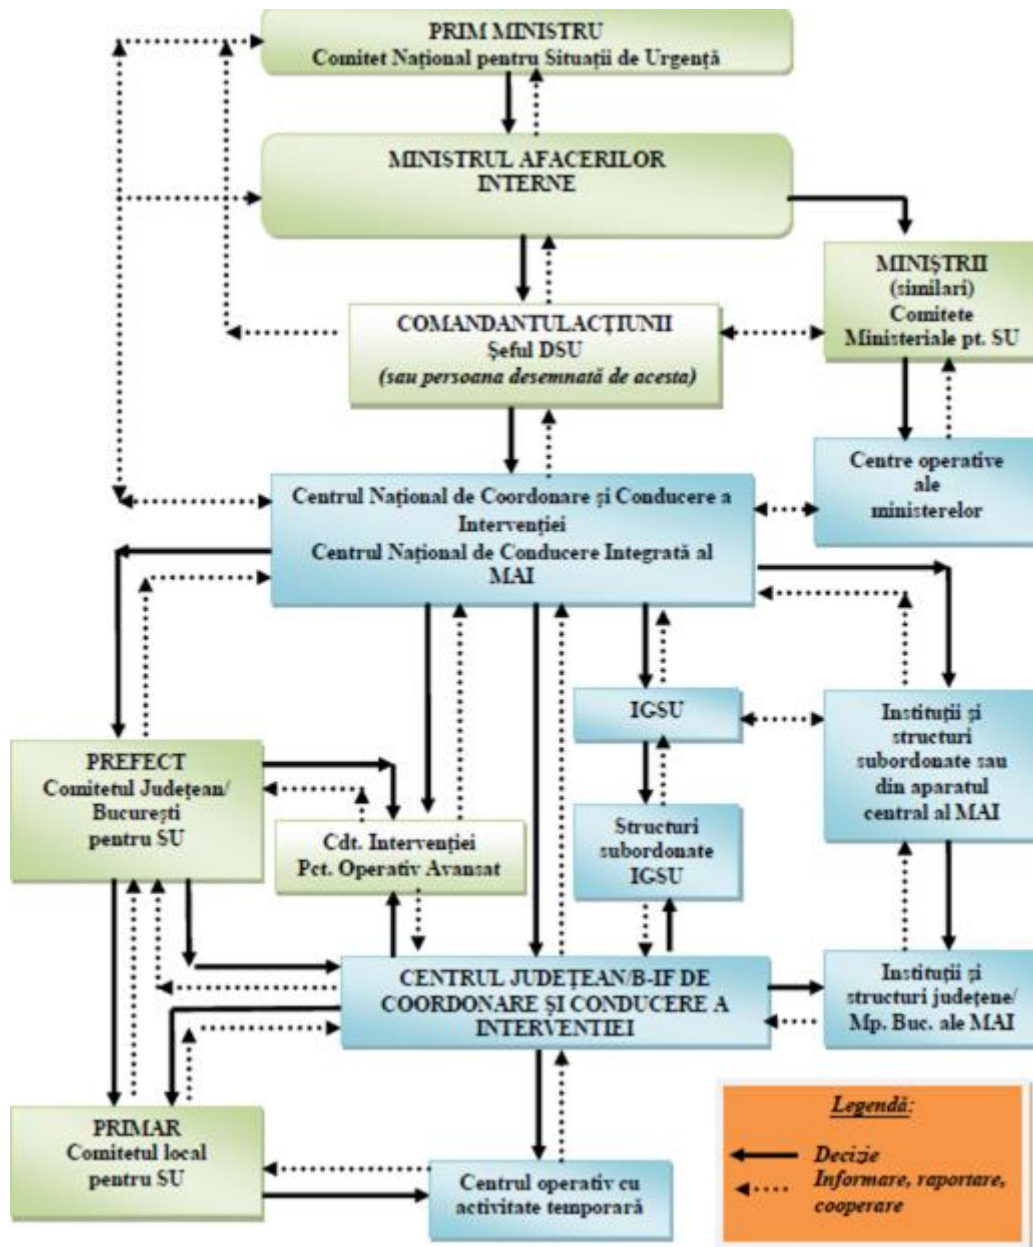 PRIM MINISTRU
Comitet Național pentru Situații de Urgență
MINISTRUL AFACERILOR
INTERNE
MINIȘTRII
(similari)
Comitete
Ministeriale pt. SU
COMANDANTULACȚIUNII
Șeful DSU
(sau persoana desemnată de acesta)
Centre operative
ale
ministerelor
Centrul Național de Coordonare și Conducere a
Intervenției
Centrul Național de Conducere Integrată al
MAI
IGSU
Instituții și
structuri
subordonate sau
din aparatul
central al MAI
PREFECT
Comitetul Județean/
București
pentru SU
Cdt. Intervenției
Pct. Operativ Avansat
Structuri
subordonate
IGSU
CENTRUL JUDEȚEAN/B-IF DE
COORDONARE ȘI CONDUCERE A
INTERVENTIEI
Instituții și
structuri județene/
Mp. Buc. ale MAI
PRIMAR
Comitetul local
pentru SU
Centrul operativ cu
activitate temporară
Legendă:
Decizie
Informare, raportare,
cooperare